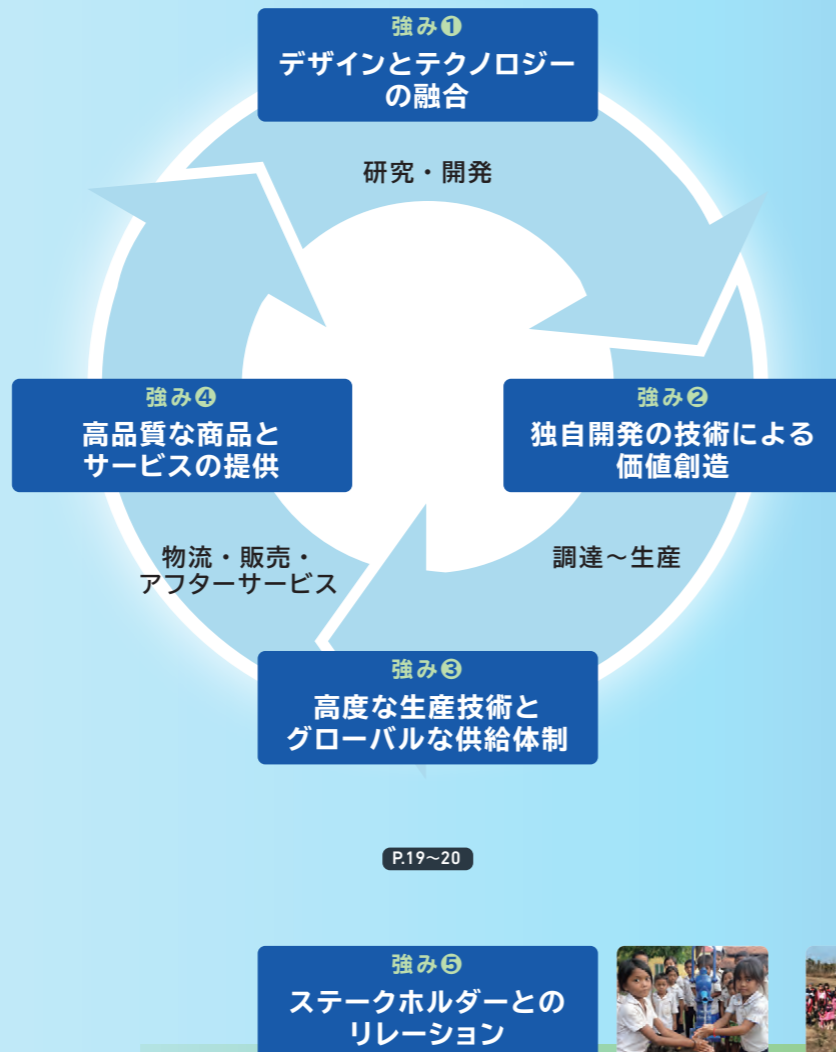 強み❶
デザインとテクノロジー
の融合
研究・開発
強み❹
高品質な商品と
サービスの提供
強み❷
独自開発の技術による
価値創造
物流・販売・
アフターサービス
調達～生産
強み❸
高度な生産技術と
グローバルな供給体制
P.19～20
強み❺
ステークホルダーとの
リレーション